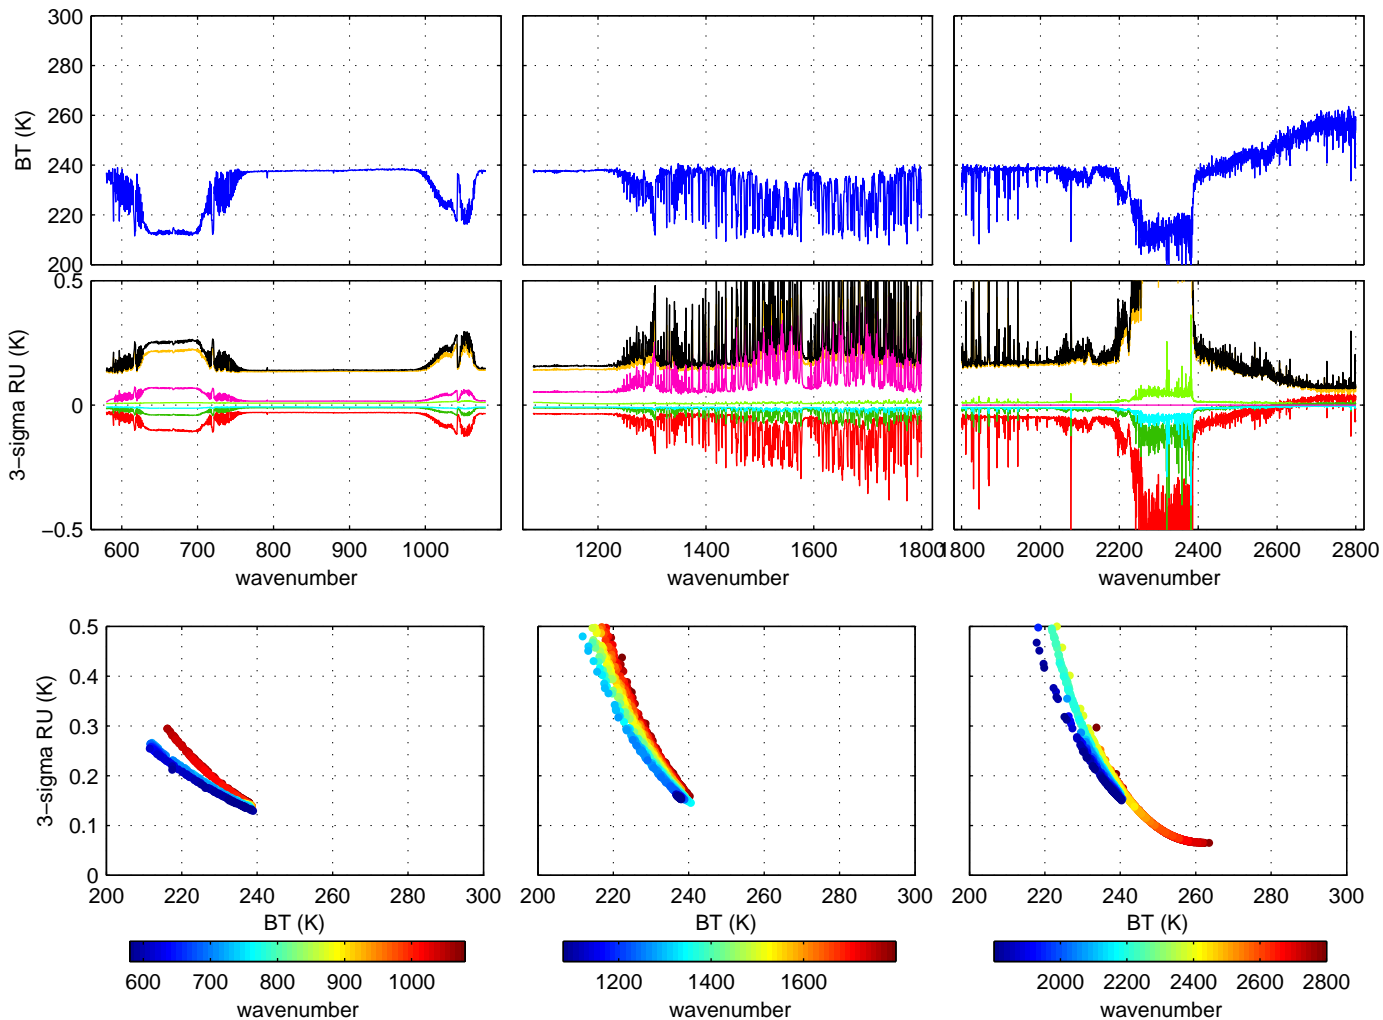 300
280
260
240
220
200
BT (K)
0.5
0
−0.5
3−sigma RU (K)
600 700 800 900 1000
1200 1400 1600 1800
1800 2000 2200 2400 2600 2800
wavenumber wavenumber wavenumber
0.5
0.4
0.3
0.2
0.1
0
3−sigma RU (K)
200 220 240 260 280 300
200 220 240 260 280 300
200 220 240 260 280 300
BT (K) BT (K) BT (K)
600 700 800 900 1000
1200 1400 1600
2000 2200 2400 2600 2800
wavenumber wavenumber wavenumber